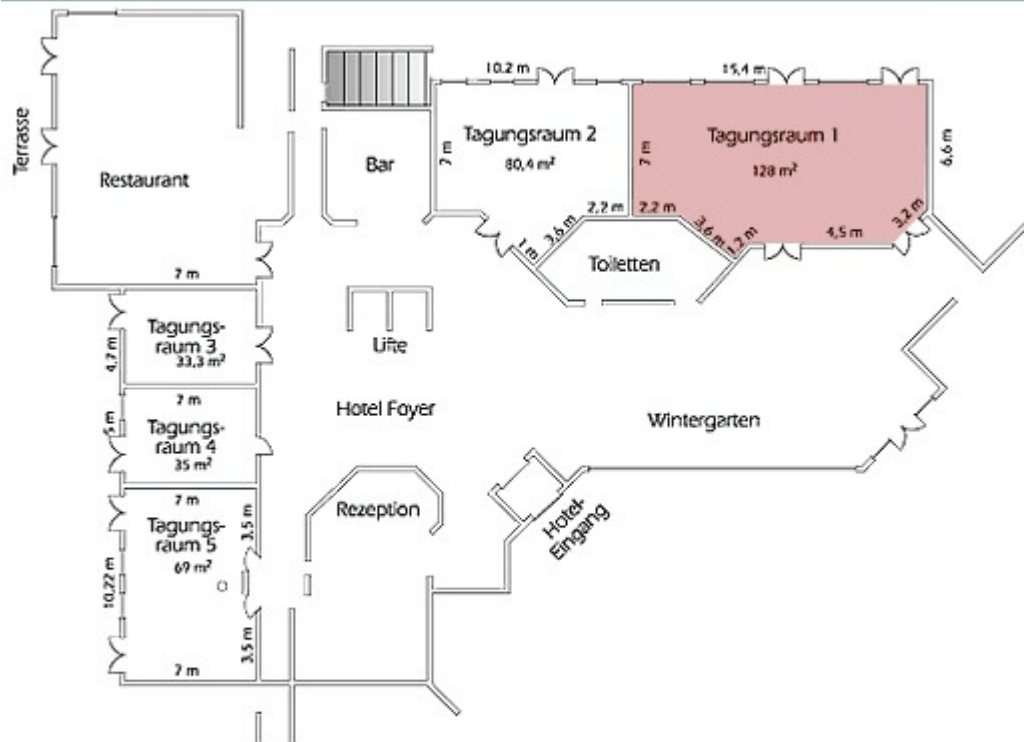 10.2 m
15,4 m
Terrasse
Restaurant
Bar
7 m
Tagungsraum 2
80,4 m²
7 m
Tagungsraum 1
128 m²
6,6 m
2,2 m
2,2 m
3,6 m
1 m
3,6 m
1,2 m
4,5 m
3,2 m
Toiletten
7 m
Tagungs-
raum 3
33,3 m²
4,7 m
Lifte
7 m
5 m
Tagungs-
raum 4
35 m²
Hotel Foyer
Wintergarten
7 m
Tagungs-
raum 5
69 m²
3,5 m
10,22 m
3,5 m
7 m
Rezeption
Hotel-
Eingang